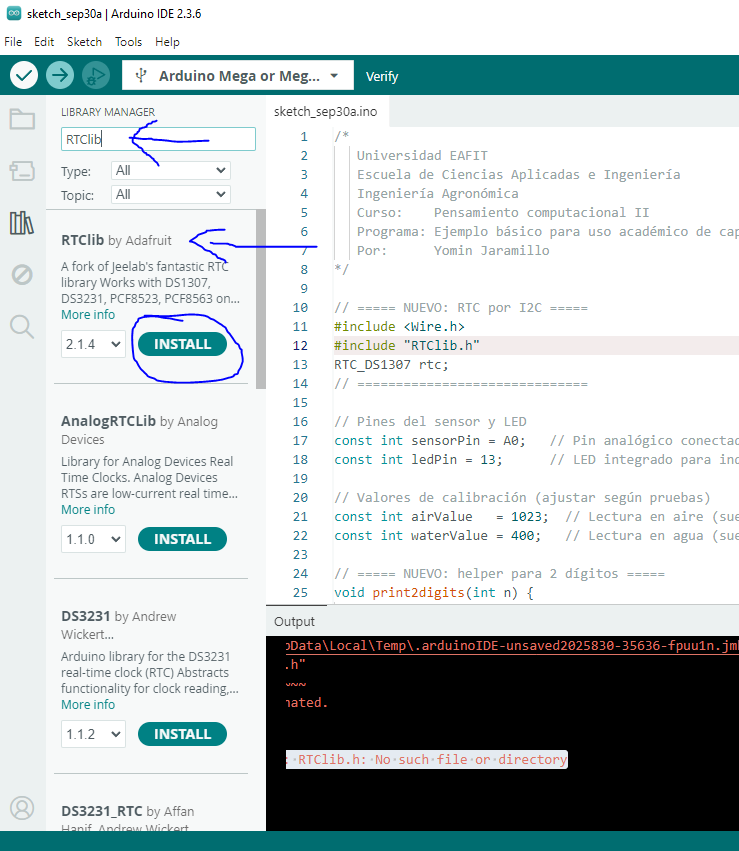 sketch_sep30a | Arduino IDE 2.3.6
File Edit Sketch Tools Help
Arduino Mega or Meg... Verify
LIBRARY MANAGER
RTClib
Type: All
Topic: All
RTClib by Adafruit
A fork of Jeelab's fantastic RTC
library Works with DS1307,
DS3231, PCF8523, PCF8563 on...
More info
2.1.4 INSTALL
AnalogRTCLib by Analog
Devices
Library for Analog Devices Real
Time Clocks. Analog Devices
RTSs are low-current real time...
More info
1.1.0 INSTALL
DS3231 by Andrew
Wickert...
Arduino library for the DS3231
real-time clock (RTC) Abstracts
functionality for clock reading,...
More info
1.1.2 INSTALL
DS3231_RTC by Affan
Hanif, Andrew Wickert
sketch_sep30a.ino
1 /*
2 Universidad EAFIT
3 Escuela de Ciencias Aplicadas e Ingeniería
4 Ingeniería Agronómica
5 Curso: Pensamiento computacional II
6 Programa: Ejemplo básico para uso académico de cap
7 Por: Yomin Jaramillo
8 */
9
10 // ===== NUEVO: RTC por I2C =====
11 #include <Wire.h>
12 #include "RTClib.h"
13 RTC_DS1307 rtc;
14 // ==============================
15
16 // Pines del sensor y LED
17 const int sensorPin = A0; // Pin analógico conectad
18 const int ledPin = 13; // LED integrado para inc
19
20 // Valores de calibración (ajustar según pruebas)
21 const int airValue = 1023; // Lectura en aire (sue
22 const int waterValue = 400; // Lectura en agua (sue
23
24 // ===== NUEVO: helper para 2 dígitos =====
25 void print2digits(int n) {
Output
pData\Local\Temp\.arduinoIDE-unsaved2025830-35636-fpuu1n.jm
.h"
~~~
nated.
: RTClib.h: No such file or directory